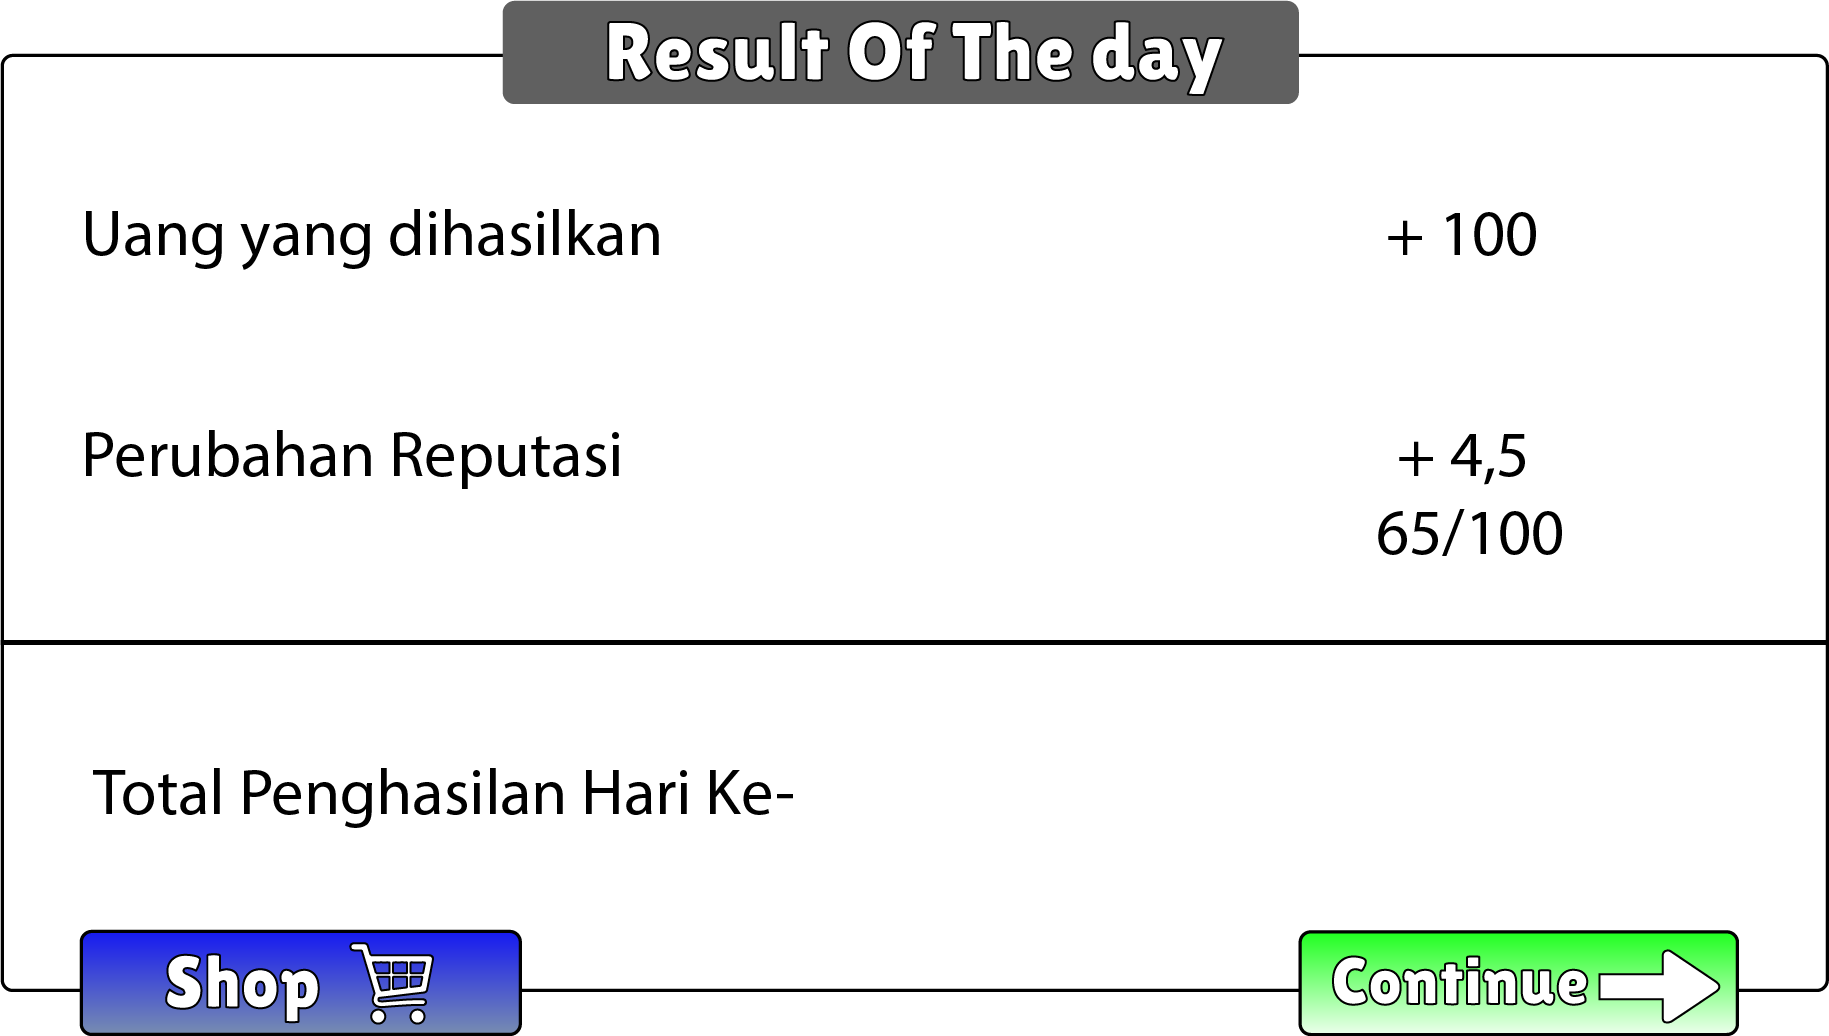 Result Of The day
Uang yang dihasilkan + 100
Perubahan Reputasi + 4,5
65/100
Total Penghasilan Hari Ke-
Shop
Continue